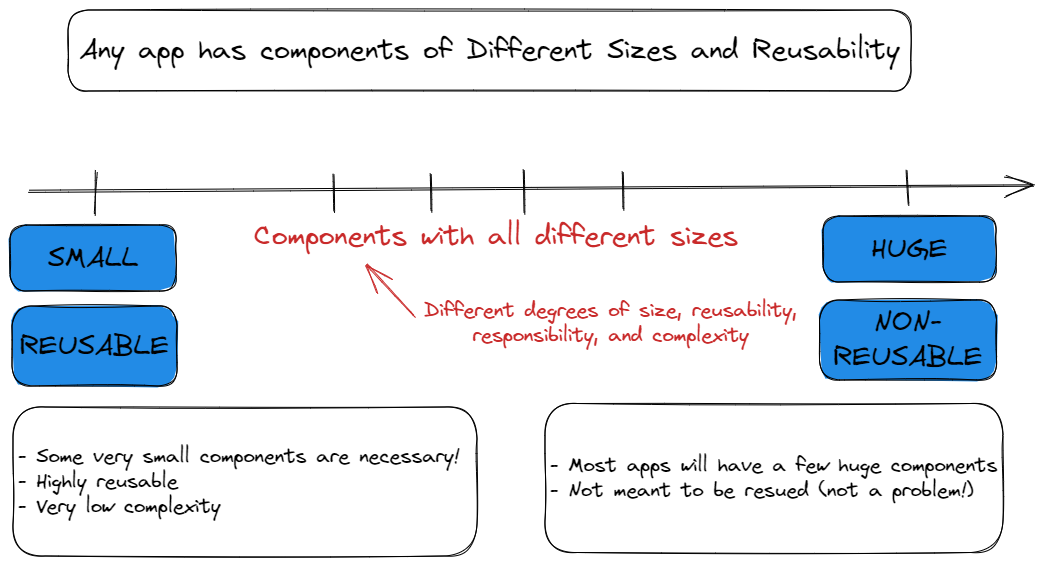 Any app has components of Different Sizes and Reusability
Components with all different sizes
SMALL
HUGE
REUSABLE
Different degrees of size, reusability,
responsibility, and complexity
NON-
REUSABLE
- Some very small components are necessary!
- Highly reusable
- Very low complexity
- Most apps will have a few huge components
- Not meant to be resued (not a problem!)